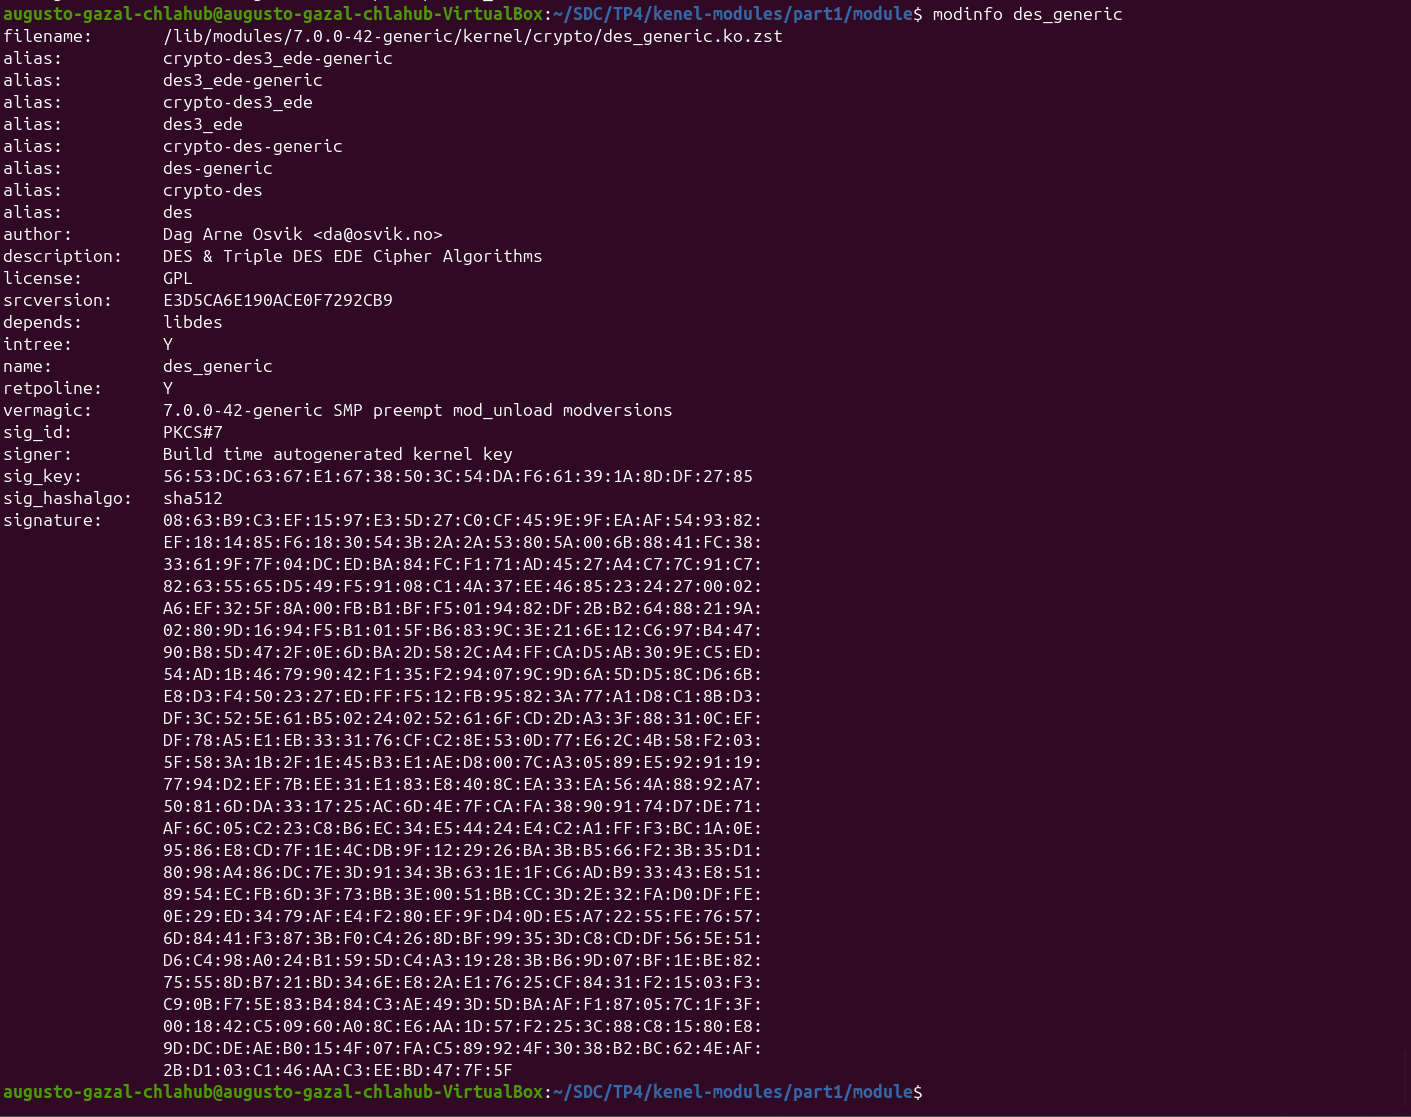 augusto-gazal-chlahub@augusto-gazal-chlahub-VirtualBox:~/SDC/TP4/kenel-modules/part1/module$ modinfo des_generic
filename:       /lib/modules/7.0.0-42-generic/kernel/crypto/des_generic.ko.zst
alias:          crypto-des3_ede-generic
alias:          des3_ede-generic
alias:          crypto-des3_ede
alias:          des3_ede
alias:          crypto-des-generic
alias:          des-generic
alias:          crypto-des
alias:          des
author:         Dag Arne Osvik <da@osvik.no>
description:    DES & Triple DES EDE Cipher Algorithms
license:        GPL
srcversion:     E3D5CA6E190ACE0F7292CB9
depends:        libdes
intree:         Y
name:           des_generic
retpoline:      Y
vermagic:       7.0.0-42-generic SMP preempt mod_unload modversions
sig_id:         PKCS#7
signer:         Build time autogenerated kernel key
sig_key:        56:53:DC:63:67:E1:67:38:50:3C:54:DA:F6:61:39:1A:8D:DF:27:85
sig_hashalgo:   sha512
signature:      08:63:B9:C3:EF:15:97:E3:5D:27:C0:CF:45:9E:9F:EA:AF:54:93:82:
                EF:18:14:85:F6:18:30:54:3B:2A:2A:53:80:5A:00:6B:88:41:FC:38:
                33:61:9F:7F:04:DC:ED:BA:84:FC:F1:71:AD:45:27:A4:C7:7C:91:C7:
                82:63:55:65:D5:49:F5:91:08:C1:4A:37:EE:46:85:23:24:27:00:02:
                A6:EF:32:5F:8A:00:FB:B1:BF:F5:01:94:82:DF:2B:B2:64:88:21:9A:
                02:80:9D:16:94:F5:B1:01:5F:B6:83:9C:3E:21:6E:12:C6:97:B4:47:
                90:B8:5D:47:2F:0E:6D:BA:2D:58:2C:A4:FF:CA:D5:AB:30:9E:C5:ED:
                54:AD:1B:46:79:90:42:F1:35:F2:94:07:9C:9D:6A:5D:D5:8C:D6:6B:
                E8:D3:F4:50:23:27:ED:FF:F5:12:FB:95:82:3A:77:A1:D8:C1:8B:D3:
                DF:3C:52:5E:61:B5:02:24:02:52:61:6F:CD:2D:A3:3F:88:31:0C:EF:
                DF:78:A5:E1:EB:33:31:76:CF:C2:8E:53:0D:77:E6:2C:4B:58:F2:03:
                5F:58:3A:1B:2F:1E:45:B3:E1:AE:D8:00:7C:A3:05:89:E5:92:91:19:
                77:94:D2:EF:7B:EE:31:E1:83:E8:40:8C:EA:33:EA:56:4A:88:92:A7:
                50:81:6D:DA:33:17:25:AC:6D:4E:7F:CA:FA:38:90:91:74:D7:DE:71:
                AF:6C:05:C2:23:C8:B6:EC:34:E5:44:24:E4:C2:A1:FF:F3:BC:1A:0E:
                95:86:E8:CD:7F:1E:4C:DB:9F:12:29:26:BA:3B:B5:66:F2:3B:35:D1:
                80:98:A4:86:DC:7E:3D:91:34:3B:63:1E:1F:C6:AD:B9:33:43:E8:51:
                89:54:EC:FB:6D:3F:73:BB:3E:00:51:BB:CC:3D:2E:32:FA:D0:DF:FE:
                0E:29:ED:34:79:AF:E4:F2:80:EF:9F:D4:0D:E5:A7:22:55:FE:76:57:
                6D:84:41:F3:87:3B:F0:C4:26:8D:BF:99:35:3D:C8:CD:DF:56:5E:51:
                D6:C4:98:A0:24:B1:59:5D:C4:A3:19:28:3B:B6:9D:07:BF:1E:BE:82:
                75:55:8D:B7:21:BD:34:6E:E8:2A:E1:76:25:CF:84:31:F2:15:03:F3:
                C9:0B:F7:5E:83:B4:84:C3:AE:49:3D:5D:BA:AF:F1:87:05:7C:1F:3F:
                00:18:42:C5:09:60:A0:8C:E6:AA:1D:57:F2:25:3C:88:C8:15:80:E8:
                9D:DC:DE:AE:B0:15:4F:07:FA:C5:89:92:4F:30:38:B2:BC:62:4E:AF:
                2B:D1:03:C1:46:AA:C3:EE:BD:47:7F:5F
augusto-gazal-chlahub@augusto-gazal-chlahub-VirtualBox:~/SDC/TP4/kenel-modules/part1/module$